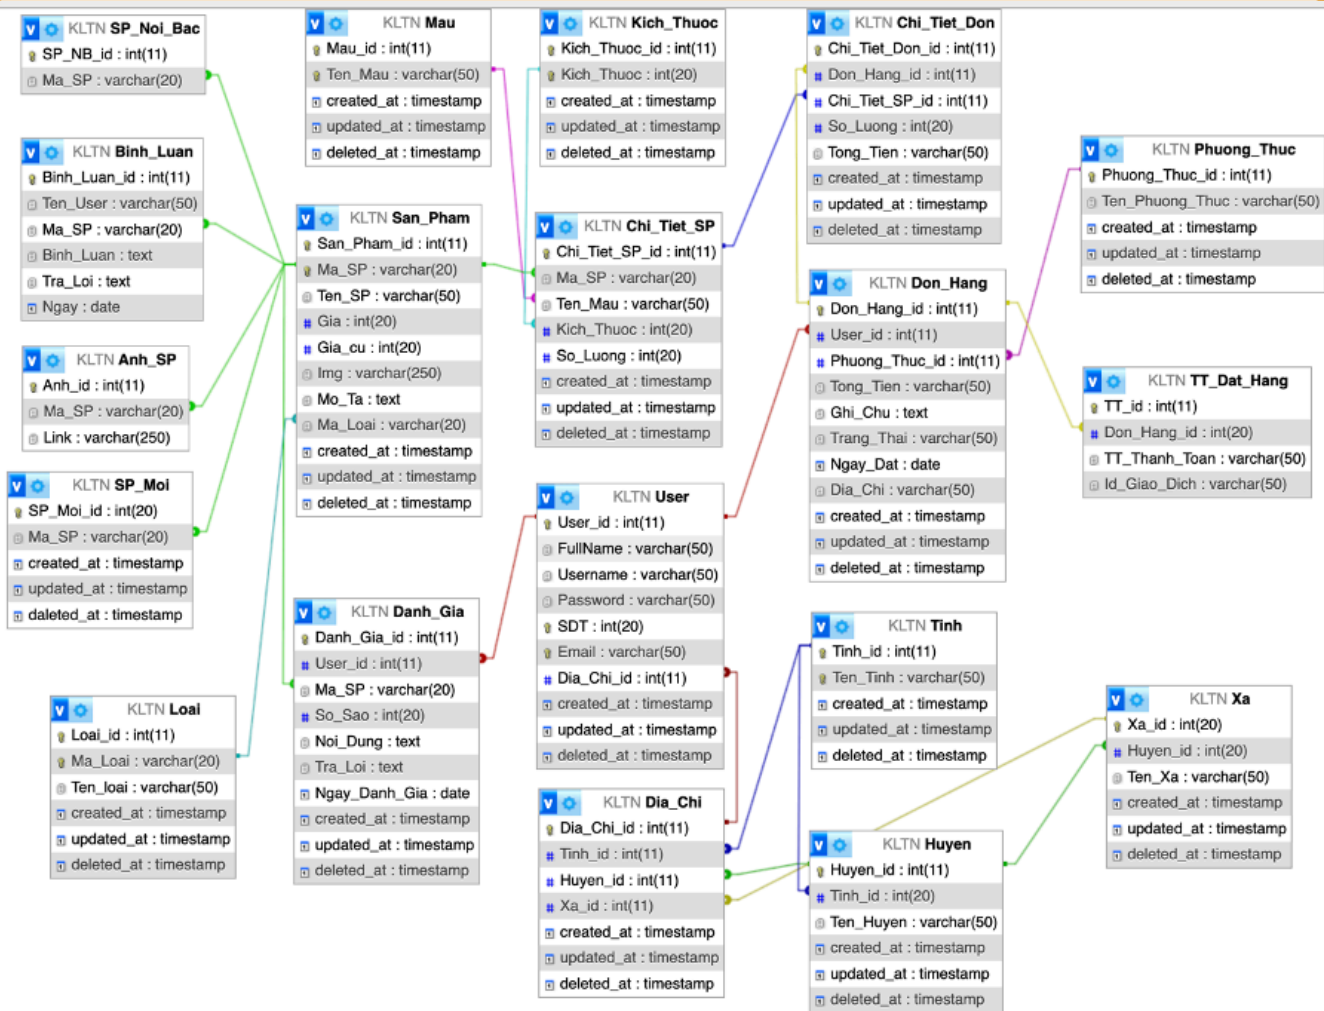 KLTN SP_Noi_Bac
SP_NB_id : int(11)
Ma_SP : varchar(20)
KLTN Binh_Luan
Binh_Luan_id : int(11)
Ten_User : varchar(50)
Ma_SP : varchar(20)
Binh_Luan : text
Tra_Loi : text
Ngay : date
KLTN Anh_SP
Anh_id : int(11)
Ma_SP : varchar(20)
Link : varchar(250)
KLTN SP_Moi
SP_Moi_id : int(20)
Ma_SP : varchar(20)
created_at : timestamp
updated_at : timestamp
daleted_at : timestamp
KLTN Loai
Loai_id : int(11)
Ma_Loai : varchar(20)
Ten_loai : varchar(50)
created_at : timestamp
updated_at : timestamp
deleted_at : timestamp
KLTN Mau
Mau_id : int(11)
Ten_Mau : varchar(50)
created_at : timestamp
updated_at : timestamp
deleted_at : timestamp
KLTN San_Pham
San_Pham_id : int(11)
Ma_SP : varchar(20)
Ten_SP : varchar(50)
Gia : int(20)
Gia_cu : int(20)
Img : varchar(250)
Mo_Ta : text
Ma_Loai : varchar(20)
created_at : timestamp
updated_at : timestamp
deleted_at : timestamp
KLTN Danh_Gia
Danh_Gia_id : int(11)
User_id : int(11)
Ma_SP : varchar(20)
So_Sao : int(20)
Noi_Dung : text
Tra_Loi : text
Ngay_Danh_Gia : date
created_at : timestamp
updated_at : timestamp
deleted_at : timestamp
KLTN Kich_Thuoc
Kich_Thuoc_id : int(11)
Kich_Thuoc : int(20)
created_at : timestamp
updated_at : timestamp
deleted_at : timestamp
KLTN Chi_Tiet_SP
Chi_Tiet_SP_id : int(11)
Ma_SP : varchar(20)
Ten_Mau : varchar(50)
Kich_Thuoc : int(20)
So_Luong : int(20)
created_at : timestamp
updated_at : timestamp
deleted_at : timestamp
KLTN User
User_id : int(11)
FullName : varchar(50)
Username : varchar(50)
Password : varchar(50)
SDT : int(20)
Email : varchar(50)
Dia_Chi_id : int(11)
created_at : timestamp
updated_at : timestamp
deleted_at : timestamp
KLTN Dia_Chi
Dia_Chi_id : int(11)
Tinh_id : int(11)
Huyen_id : int(11)
Xa_id : int(11)
created_at : timestamp
updated_at : timestamp
deleted_at : timestamp
KLTN Chi_Tiet_Don
Chi_Tiet_Don_id : int(11)
Don_Hang_id : int(11)
Chi_Tiet_SP_id : int(11)
So_Luong : int(20)
Tong_Tien : varchar(50)
created_at : timestamp
updated_at : timestamp
deleted_at : timestamp
KLTN Don_Hang
Don_Hang_id : int(11)
User_id : int(11)
Phuong_Thuc_id : int(11)
Tong_Tien : varchar(50)
Ghi_Chu : text
Trang_Thai : varchar(50)
Ngay_Dat : date
Dia_Chi : varchar(50)
created_at : timestamp
updated_at : timestamp
deleted_at : timestamp
KLTN Tinh
Tinh_id : int(11)
Ten_Tinh : varchar(50)
created_at : timestamp
updated_at : timestamp
deleted_at : timestamp
KLTN Huyen
Huyen_id : int(11)
Tinh_id : int(20)
Ten_Huyen : varchar(50)
created_at : timestamp
updated_at : timestamp
deleted_at : timestamp
KLTN Phuong_Thuc
Phuong_Thuc_id : int(11)
Ten_Phuong_Thuc : varchar(50)
created_at : timestamp
updated_at : timestamp
deleted_at : timestamp
KLTN TT_Dat_Hang
TT_id : int(11)
Don_Hang_id : int(20)
TT_Thanh_Toan : varchar(50)
Id_Giao_Dich : varchar(50)
KLTN Xa
Xa_id : int(20)
Huyen_id : int(20)
Ten_Xa : varchar(50)
created_at : timestamp
updated_at : timestamp
deleted_at : timestamp